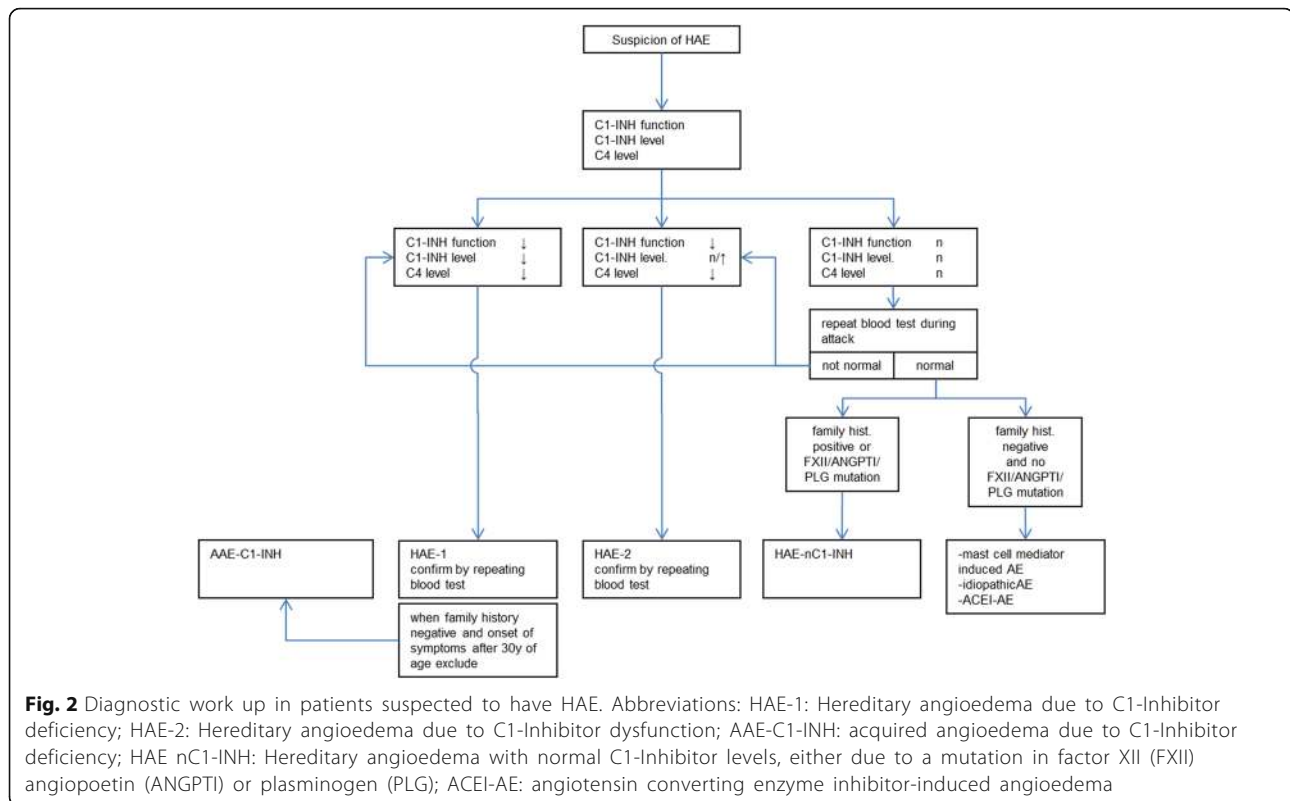 Suspicion of HAE
C1-INH function
C1-INH level
C4 level
C1-INH function ↓
C1-INH level ↓
C4 level ↓
C1-INH function ↓
C1-INH level. n/↑
C4 level ↓
C1-INH function n
C1-INH level. n
C4 level n
repeat blood test during
attack
not normal
normal
family hist.
positive or
FXII/ANGPTI/
PLG mutation
family hist.
negative
and no
FXII/ANGPTI/
PLG mutation
AAE-C1-INH
HAE-1
confirm by repeating
blood test
when family history
negative and onset of
symptoms after 30y of
age exclude
HAE-2
confirm by repeating
blood test
HAE-nC1-INH
-mast cell mediator
induced AE
-idiopathicAE
-ACEI-AE
Fig. 2 Diagnostic work up in patients suspected to have HAE. Abbreviations: HAE-1: Hereditary angioedema due to C1-Inhibitor
deficiency; HAE-2: Hereditary angioedema due to C1-Inhibitor dysfunction; AAE-C1-INH: acquired angioedema due to C1-Inhibitor
deficiency; HAE nC1-INH: Hereditary angioedema with normal C1-Inhibitor levels, either due to a mutation in factor XII (FXII)
angiopoetin (ANGPTI) or plasminogen (PLG); ACEI-AE: angiotensin converting enzyme inhibitor-induced angioedema